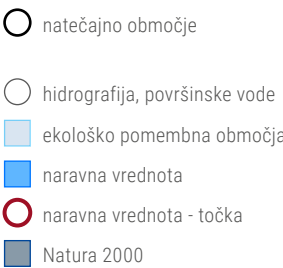 natečajno območje
hidrografija, površinske vode
ekološko pomembna območja
naravna vrednota
naravna vrednota - točka
Natura 2000